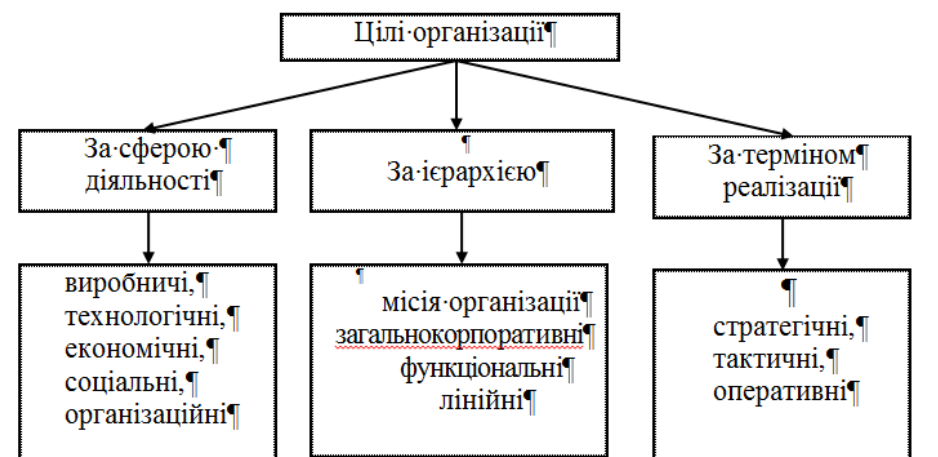 Цілі організації
За сферою
діяльності
За ієрархією
За терміном
реалізації
виробничі,
технологічні,
економічні,
соціальні,
організаційні
місія організації
загальнокорпоративні
функціональні
лінійні
стратегічні,
тактичні,
оперативні